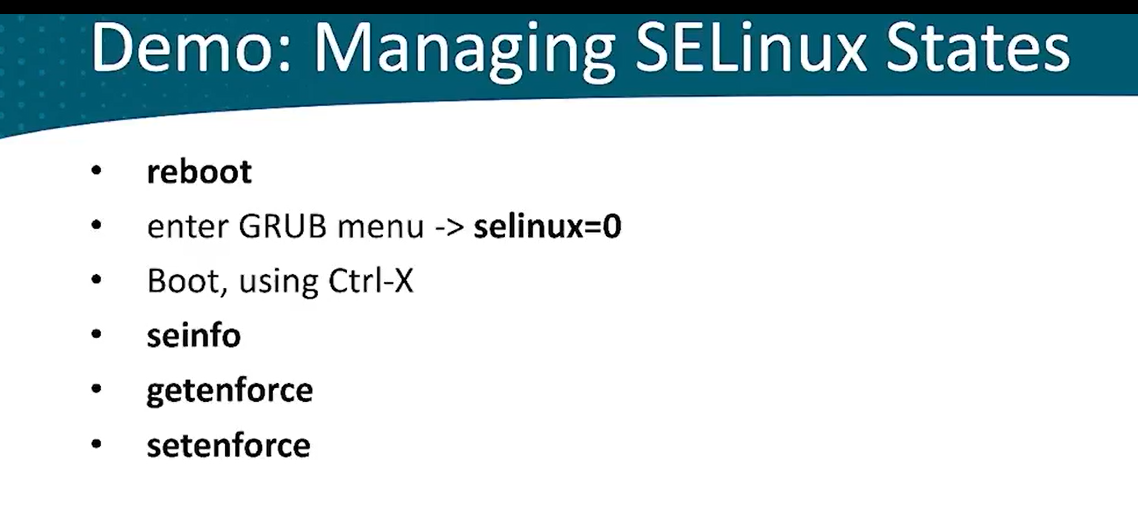 Demo: Managing SELinux States
• reboot
• enter GRUB menu -> selinux=0
• Boot, using Ctrl-X
• seinfo
• getenforce
• setenforce